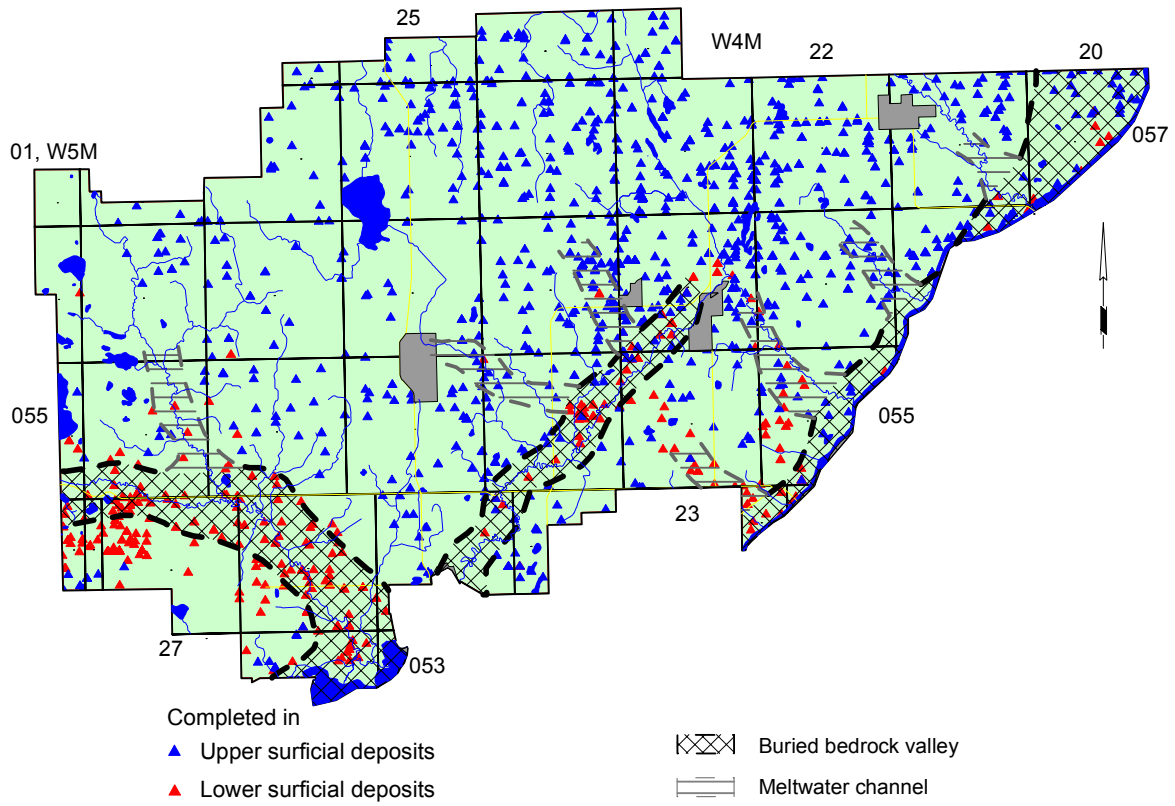 25
W4M
22
20
057
01, W5M
055
055
23
27
053
Completed in
Upper surficial deposits
Lower surficial deposits
Buried bedrock valley
Meltwater channel